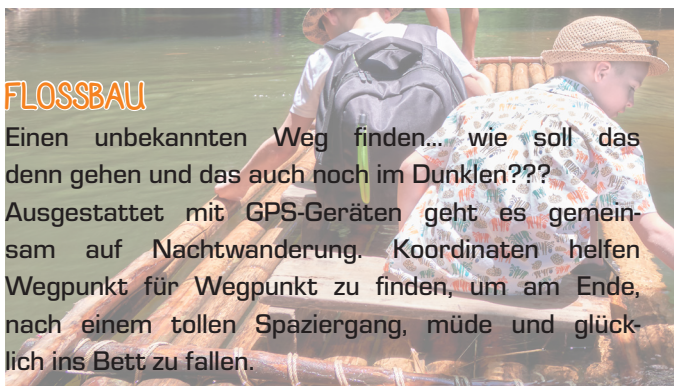 FLOSSBAU
Einen unbekannten Weg finden... wie soll das
denn gehen und das auch noch im Dunklen???
Ausgestattet mit GPS-Geräten geht es gemein-
sam auf Nachtwanderung. Koordinaten helfen
Wegpunkt für Wegpunkt zu finden, um am Ende,
nach einem tollen Spaziergang, müde und glück-
lich ins Bett zu fallen.